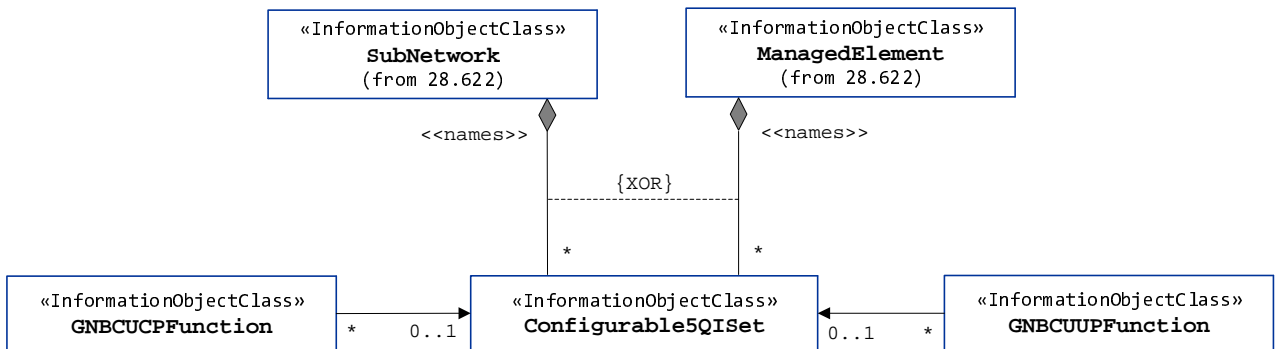 «InformationObjectClass»
SubNetwork
(from 28.622)
«InformationObjectClass»
ManagedElement
(from 28.622)
<<names>>
<<names>>
{XOR}
*
*
«InformationObjectClass»
GNBCUCPFunction
*
0..1
«InformationObjectClass»
Configurable5QISet
0..1
*
«InformationObjectClass»
GNBCUUPFunction